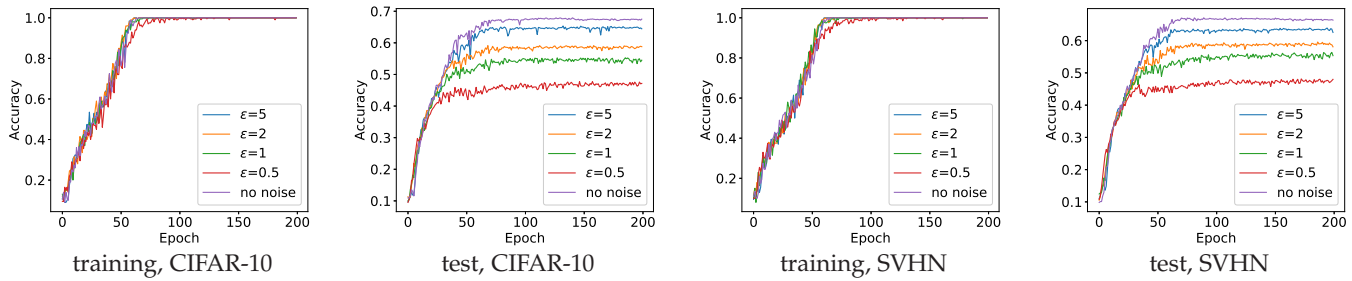 1.0
0.8
0.6
0.4
0.2
Accuracy
ε=5
ε=2
ε=1
ε=0.5
no noise
0 50 100 150 200
Epoch
training, CIFAR-10
0.7
0.6
0.5
0.4
0.3
0.2
0.1
Accuracy
ε=5
ε=2
ε=1
ε=0.5
no noise
0 50 100 150 200
Epoch
test, CIFAR-10
1.0
0.8
0.6
0.4
0.2
Accuracy
ε=5
ε=2
ε=1
ε=0.5
no noise
0 50 100 150 200
Epoch
training, SVHN
0.6
0.5
0.4
0.3
0.2
0.1
Accuracy
ε=5
ε=2
ε=1
ε=0.5
no noise
0 50 100 150 200
Epoch
test, SVHN